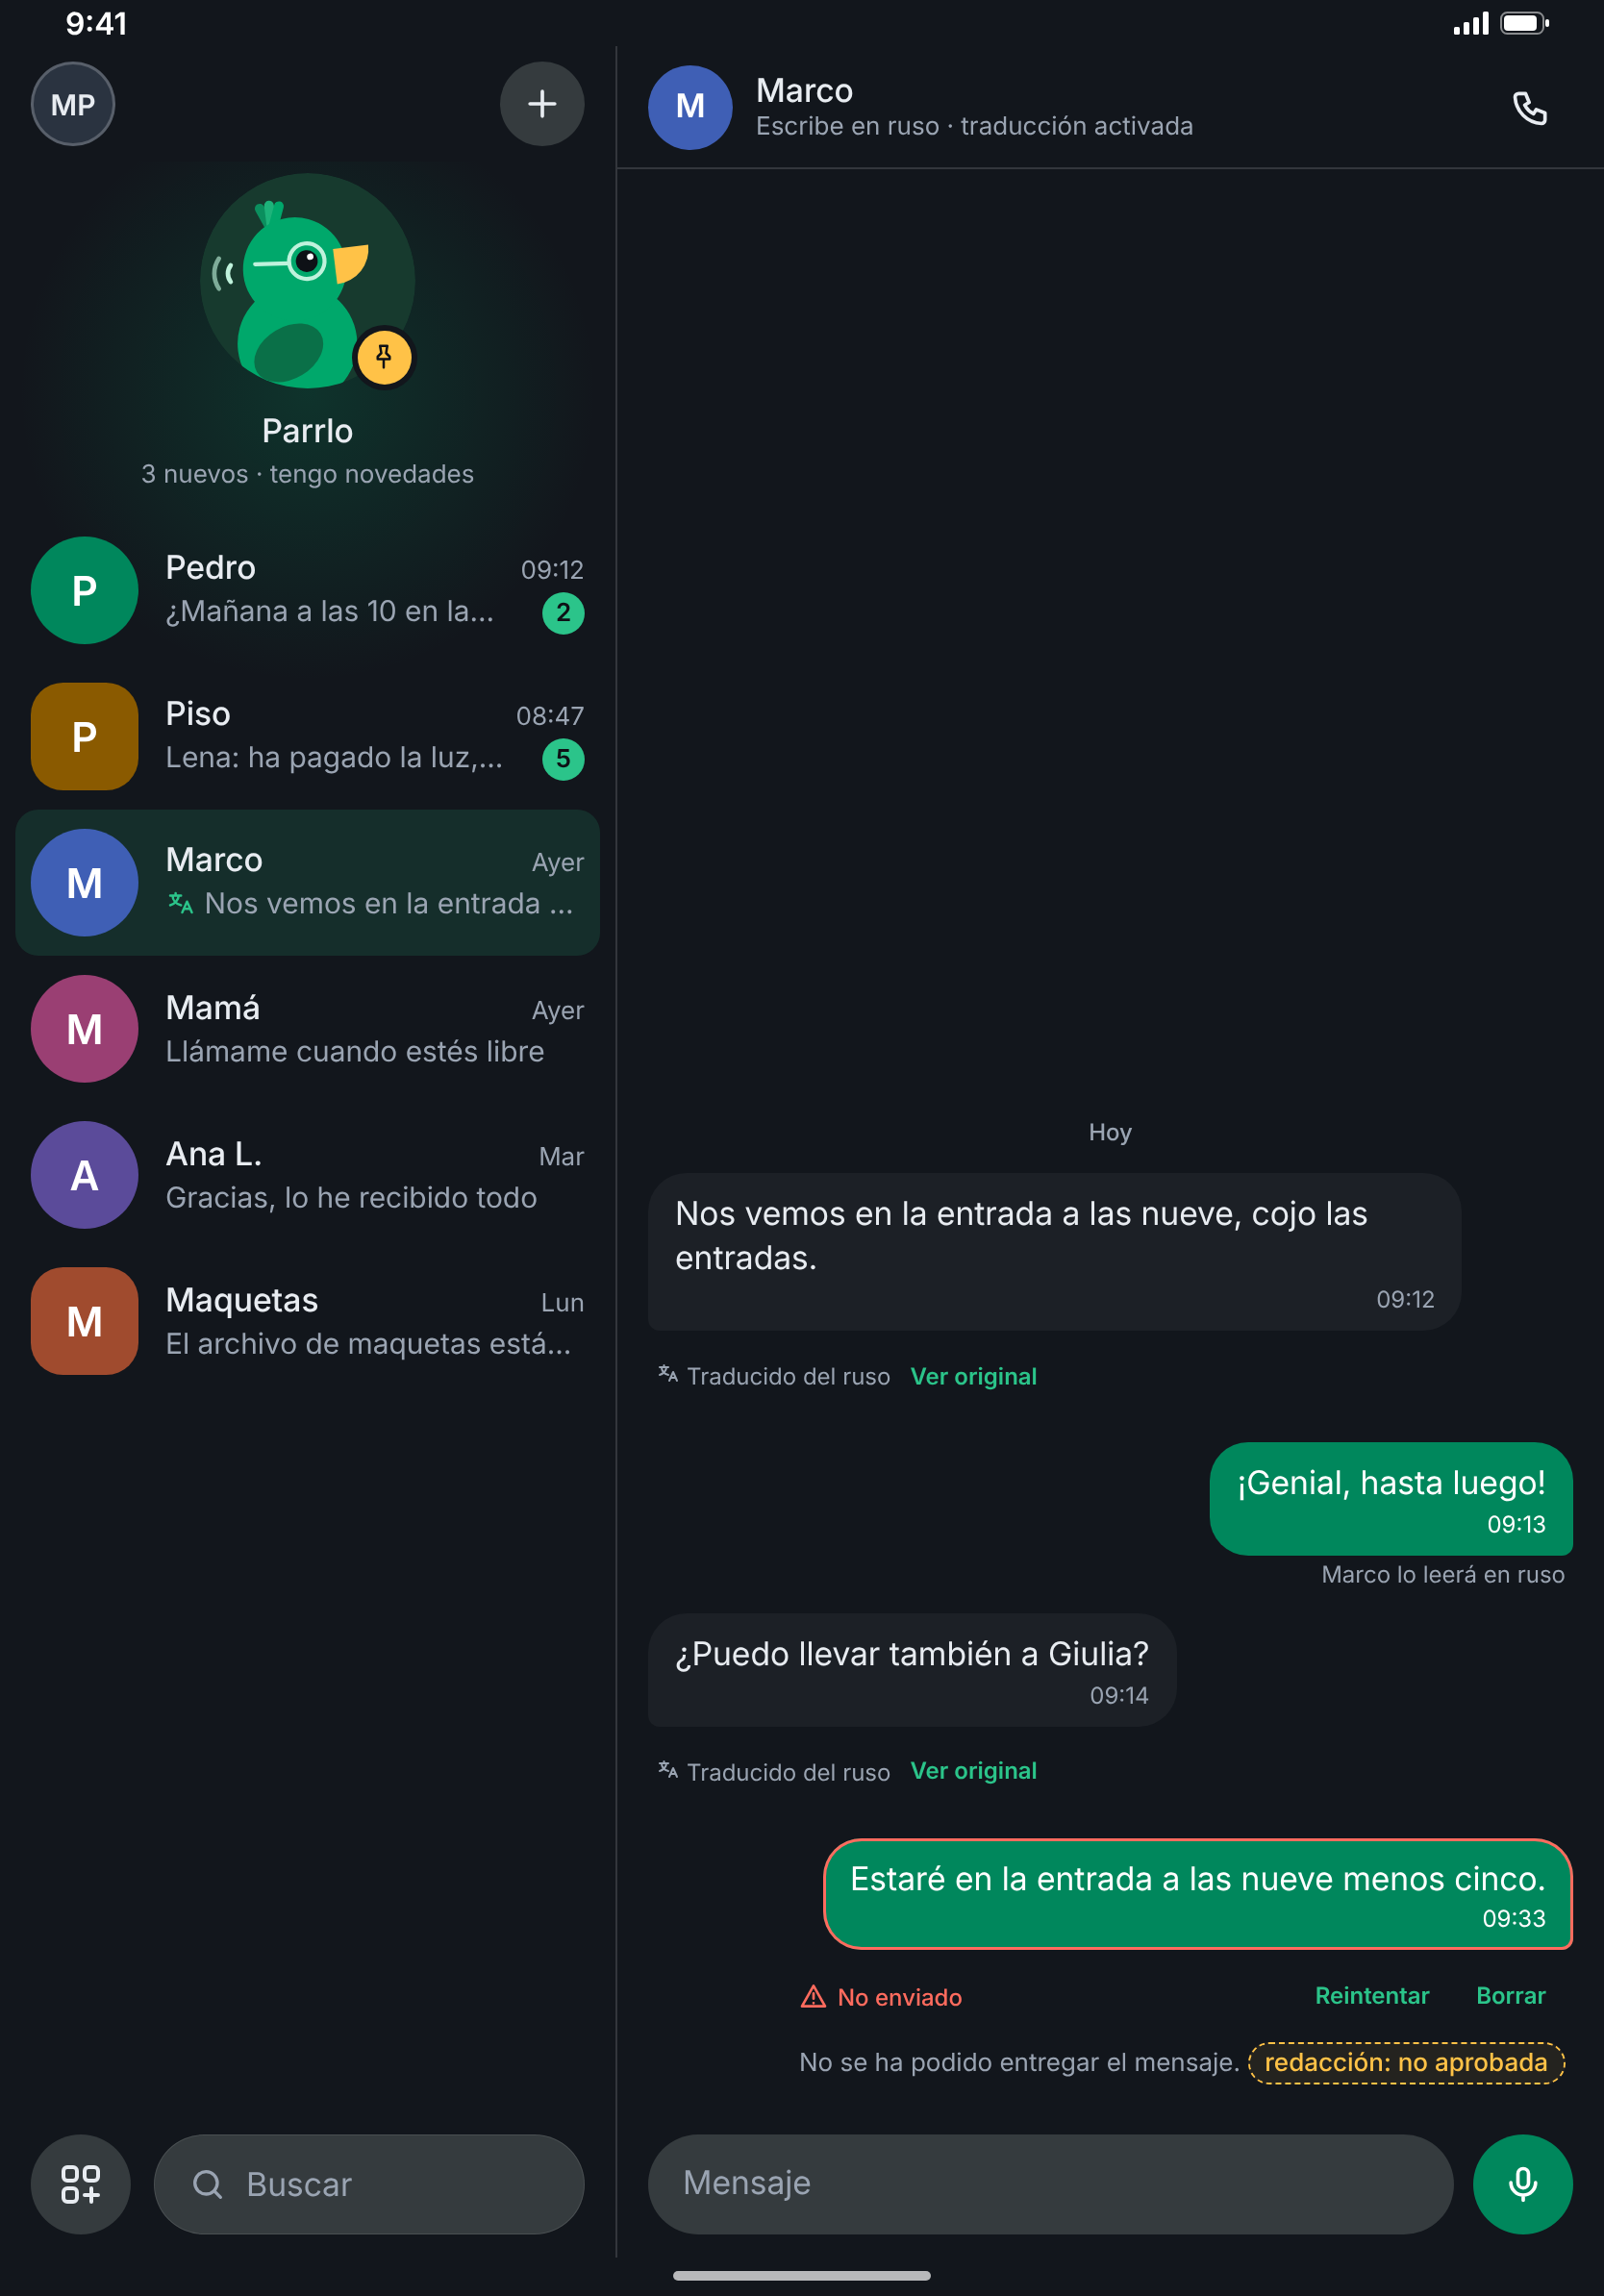 9:41
MP
Parrlo
3 nuevos · tengo novedades
P
Pedro
09:12
¿Mañana a las 10 en la...
2
P
Piso
08:47
Lena: ha pagado la luz,...
5
M
Marco
Ayer
Nos vemos en la entrada ...
M
Mamá
Ayer
Llámame cuando estés libre
A
Ana L.
Mar
Gracias, lo he recibido todo
M
Maquetas
Lun
El archivo de maquetas está...
Buscar
M
Marco
Escribe en ruso · traducción activada
Hoy
Nos vemos en la entrada a las nueve, cojo las
entradas.
09:12
Traducido del ruso Ver original
¡Genial, hasta luego!
09:13
Marco lo leerá en ruso
¿Puedo llevar también a Giulia?
09:14
Traducido del ruso Ver original
Estaré en la entrada a las nueve menos cinco.
09:33
No enviado
Reintentar Borrar
No se ha podido entregar el mensaje. redacción: no aprobada
Mensaje